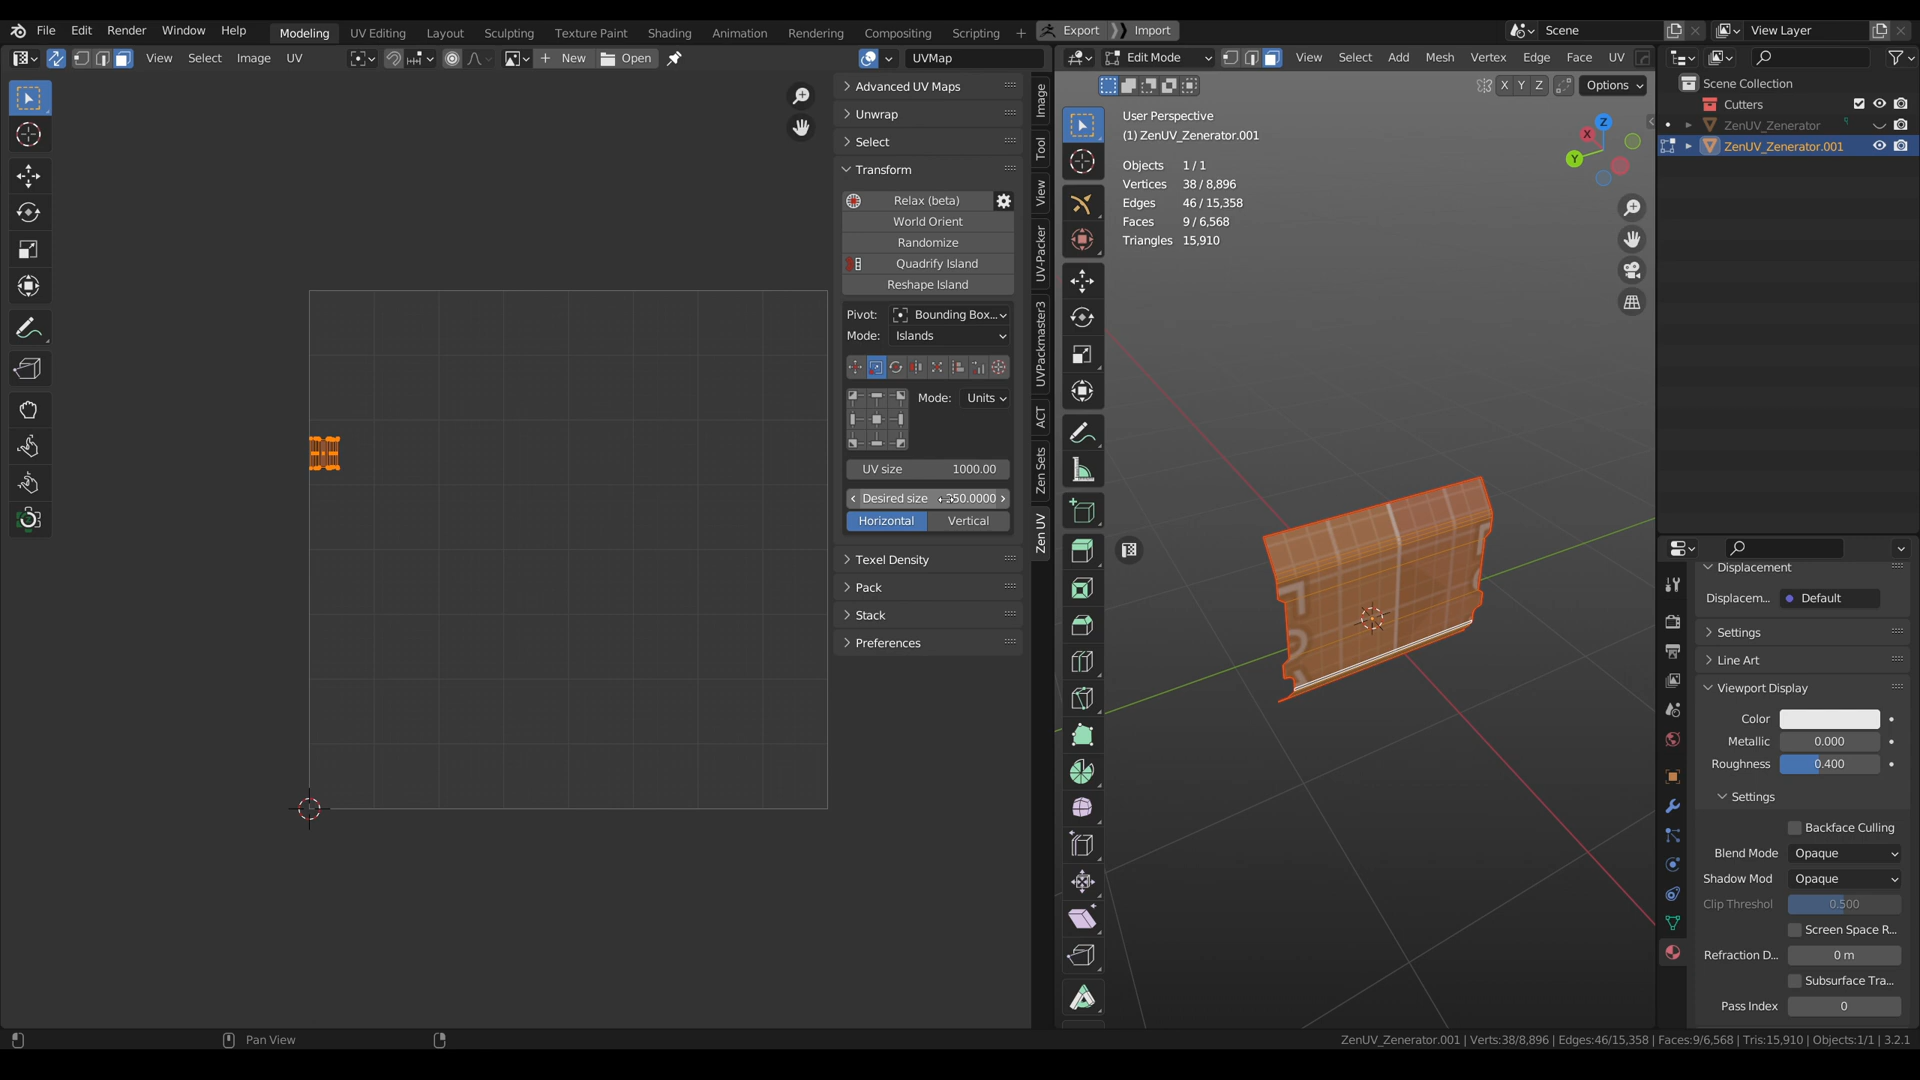 File Edit Render Window Help Modeling UV Editing Layout Sculpting Texture Paint Shading Animation Rendering Compositing Scripting + Export Import Scene View Layer
View Select Image UV New Open UVMap Edit Mode View Select Add Mesh Vertex Edge Face UV
X Y Z Options
Advanced UV Maps
Unwrap
Select
Transform
Relax (beta)
World Orient
Randomize
Quadrify Island
Reshape Island
Pivot: Bounding Box...
Mode: Islands
Mode: Units
UV size 1000.00
Desired size 50.0000
Horizontal Vertical
Texel Density
Pack
Stack
Preferences
Image
Tool
View
UV-Packer
UVPackmaster3
ACT
Zen Sets
Zen UV
User Perspective
(1) ZenUV_Zenerator.001
Objects 1 / 1
Vertices 38 / 8,896
Edges 46 / 15,358
Faces 9 / 6,568
Triangles 15,910
Z
X
Y
Scene Collection
Cutters
ZenUV_Zenerator
ZenUV_Zenerator.001
Displacement
Displacem... Default
Settings
Line Art
Viewport Display
Color
Metallic 0.000
Roughness 0.400
Settings
Backface Culling
Blend Mode Opaque
Shadow Mod Opaque
Clip Threshol 0.500
Screen Space R...
Refraction D... 0 m
Subsurface Tra...
Pass Index 0
Pan View
ZenUV_Zenerator.001 | Verts:38/8,896 | Edges:46/15,358 | Faces:9/6,568 | Tris:15,910 | Objects:1/1 | 3.2.1